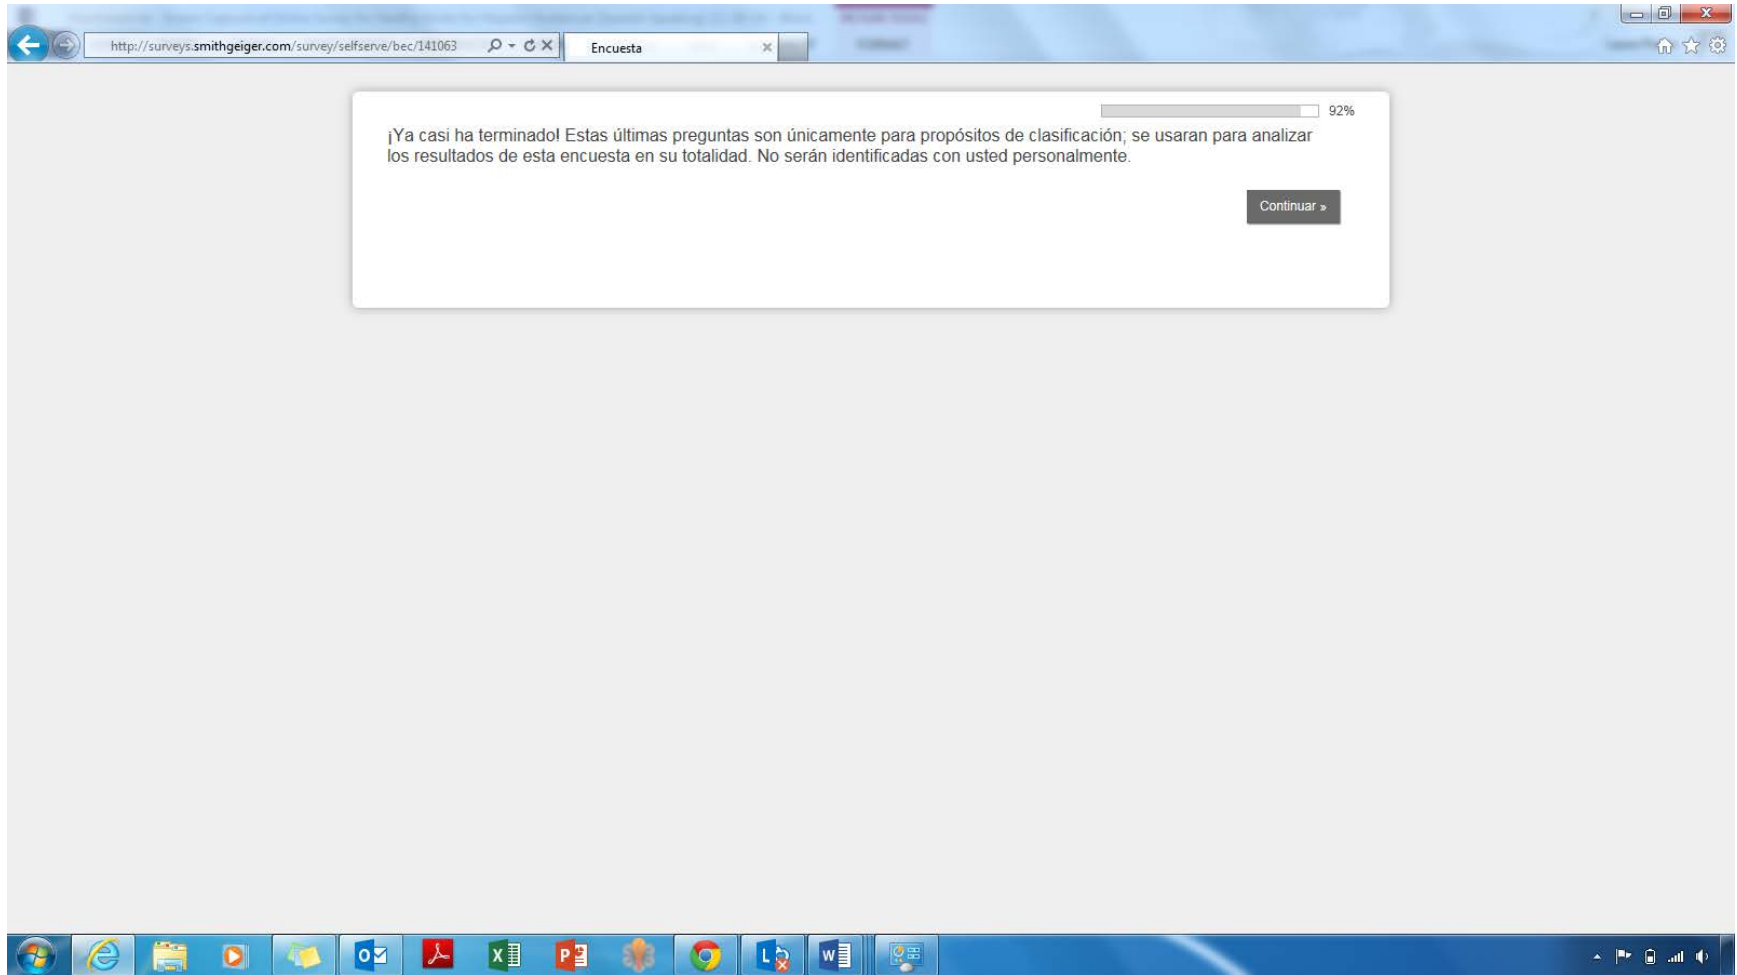 http://surveys.smithgeiger.com/survey/selfserve/bec/141063
Encuesta
92%
¡Ya casi ha terminado! Estas últimas preguntas son únicamente para propósitos de clasificación; se usaran para analizar
los resultados de esta encuesta en su totalidad. No serán identificadas con usted personalmente.
Continuar »